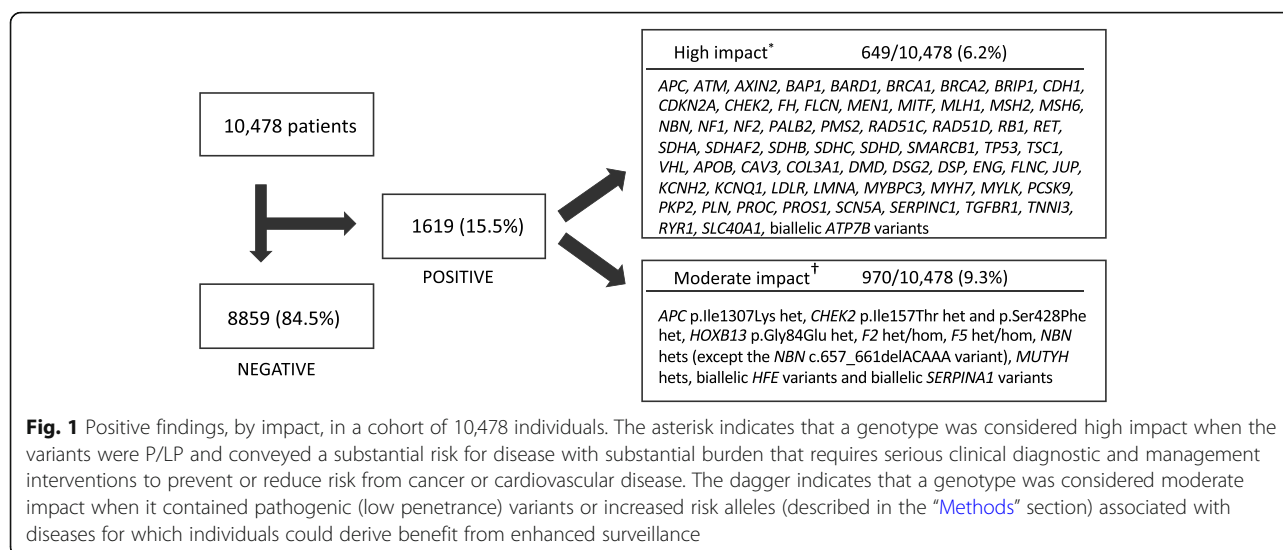 10,478 patients
1619 (15.5%)
POSITIVE
8859 (84.5%)
NEGATIVE
High impact* 649/10,478 (6.2%)
APC, ATM, AXIN2, BAP1, BARD1, BRCA1, BRCA2, BRIP1, CDH1,
CDKN2A, CHEK2, FH, FLCN, MEN1, MITF, MLH1, MSH2, MSH6,
NBN, NF1, NF2, PALB2, PMS2, RAD51C, RAD51D, RB1, RET,
SDHA, SDHAF2, SDHB, SDHC, SDHD, SMARCB1, TP53, TSC1,
VHL, APOB, CAV3, COL3A1, DMD, DSG2, DSP, ENG, FLNC, JUP,
KCNH2, KCNQ1, LDLR, LMNA, MYBPC3, MYH7, MYLK, PCSK9,
PKP2, PLN, PROC, PROS1, SCN5A, SERPINC1, TGFBR1, TNNI3,
RYR1, SLC40A1, biallelic ATP7B variants
Moderate impact† 970/10,478 (9.3%)
APC p.Ile1307Lys het, CHEK2 p.Ile157Thr het and p.Ser428Phe
het, HOXB13 p.Gly84Glu het, F2 het/hom, F5 het/hom, NBN
hets (except the NBN c.657_661delACAAA variant), MUTYH
hets, biallelic HFE variants and biallelic SERPINA1 variants
Fig. 1 Positive findings, by impact, in a cohort of 10,478 individuals. The asterisk indicates that a genotype was considered high impact when the
variants were P/LP and conveyed a substantial risk for disease with substantial burden that requires serious clinical diagnostic and management
interventions to prevent or reduce risk from cancer or cardiovascular disease. The dagger indicates that a genotype was considered moderate
impact when it contained pathogenic (low penetrance) variants or increased risk alleles (described in the “Methods” section) associated with
diseases for which individuals could derive benefit from enhanced surveillance